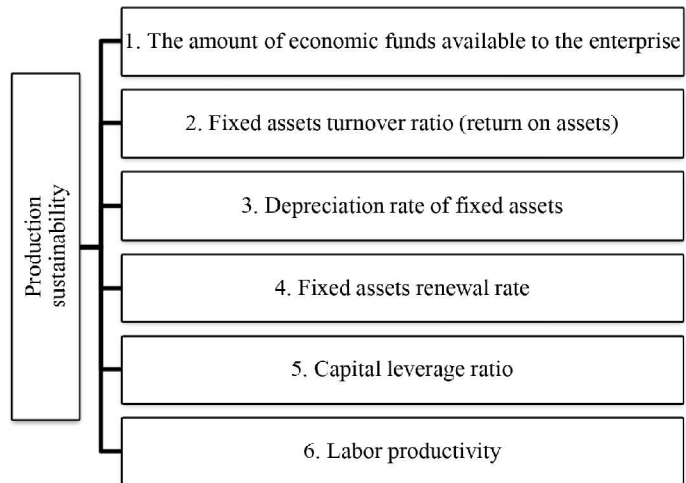 Production
sustainability
1. The amount of economic funds available to the enterprise
2. Fixed assets turnover ratio (return on assets)
3. Depreciation rate of fixed assets
4. Fixed assets renewal rate
5. Capital leverage ratio
6. Labor productivity